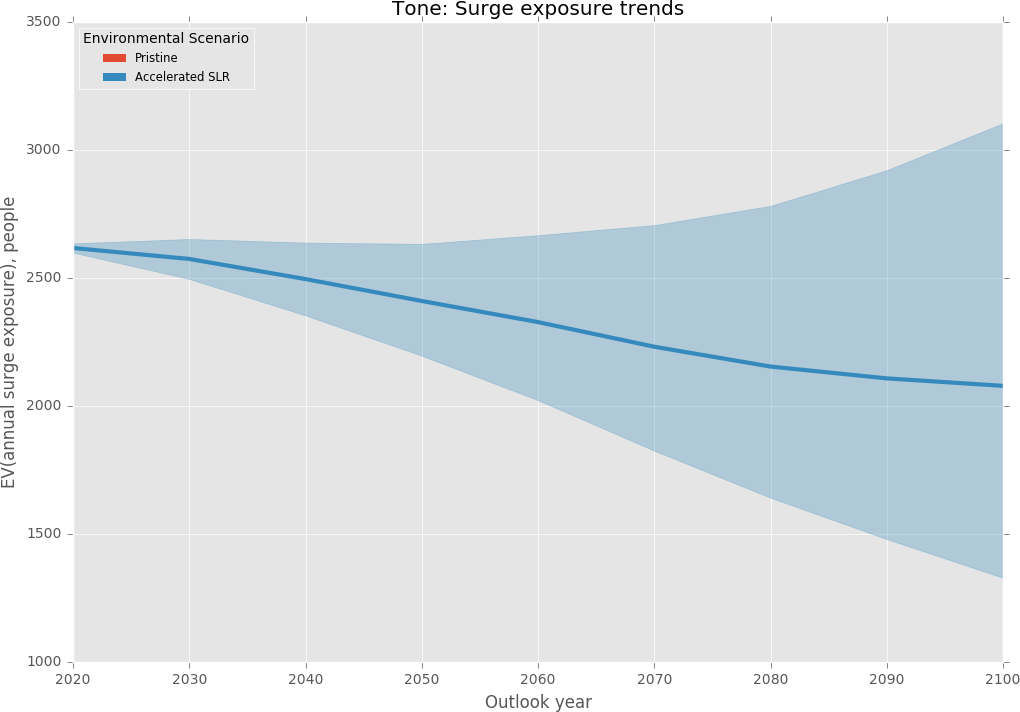 Tone: Surge exposure trends
Environmental Scenario
Pristine
Accelerated SLR
EV(annual surge exposure), people
3500
3000
2500
2000
1500
1000
2020 2030 2040 2050 2060 2070 2080 2090 2100
Outlook year